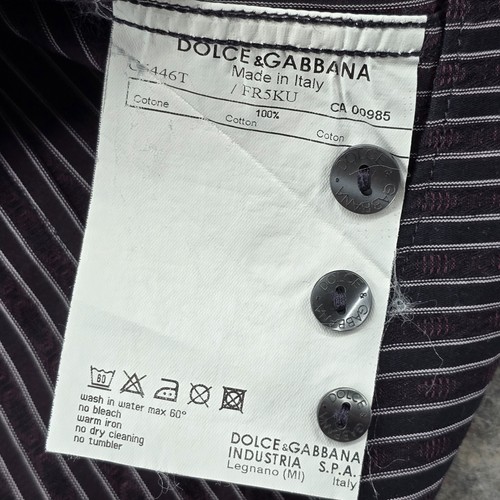 DOLCE & GABBANA
Made in Italy
/ FR5KU
CA 00985
Cotone
100%
Cotton
Coton
60
wash in water max 60°
no bleach
warm iron
no dry cleaning
no tumbler
DOLCE & GABBANA
INDUSTRIA S.P.A.
Legnano (MI) Italy